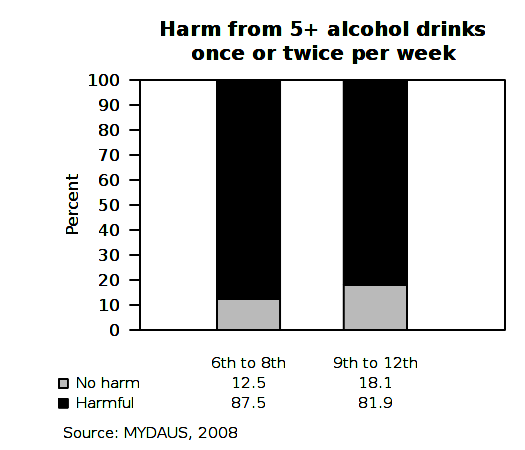 Harm from 5+ alcohol drinks
once or twice per week
100
90
80
70
60
50
40
30
20
10
0
Percent
6th to 8th 9th to 12th
No harm 12.5 18.1
Harmful 87.5 81.9
Source: MYDAUS, 2008